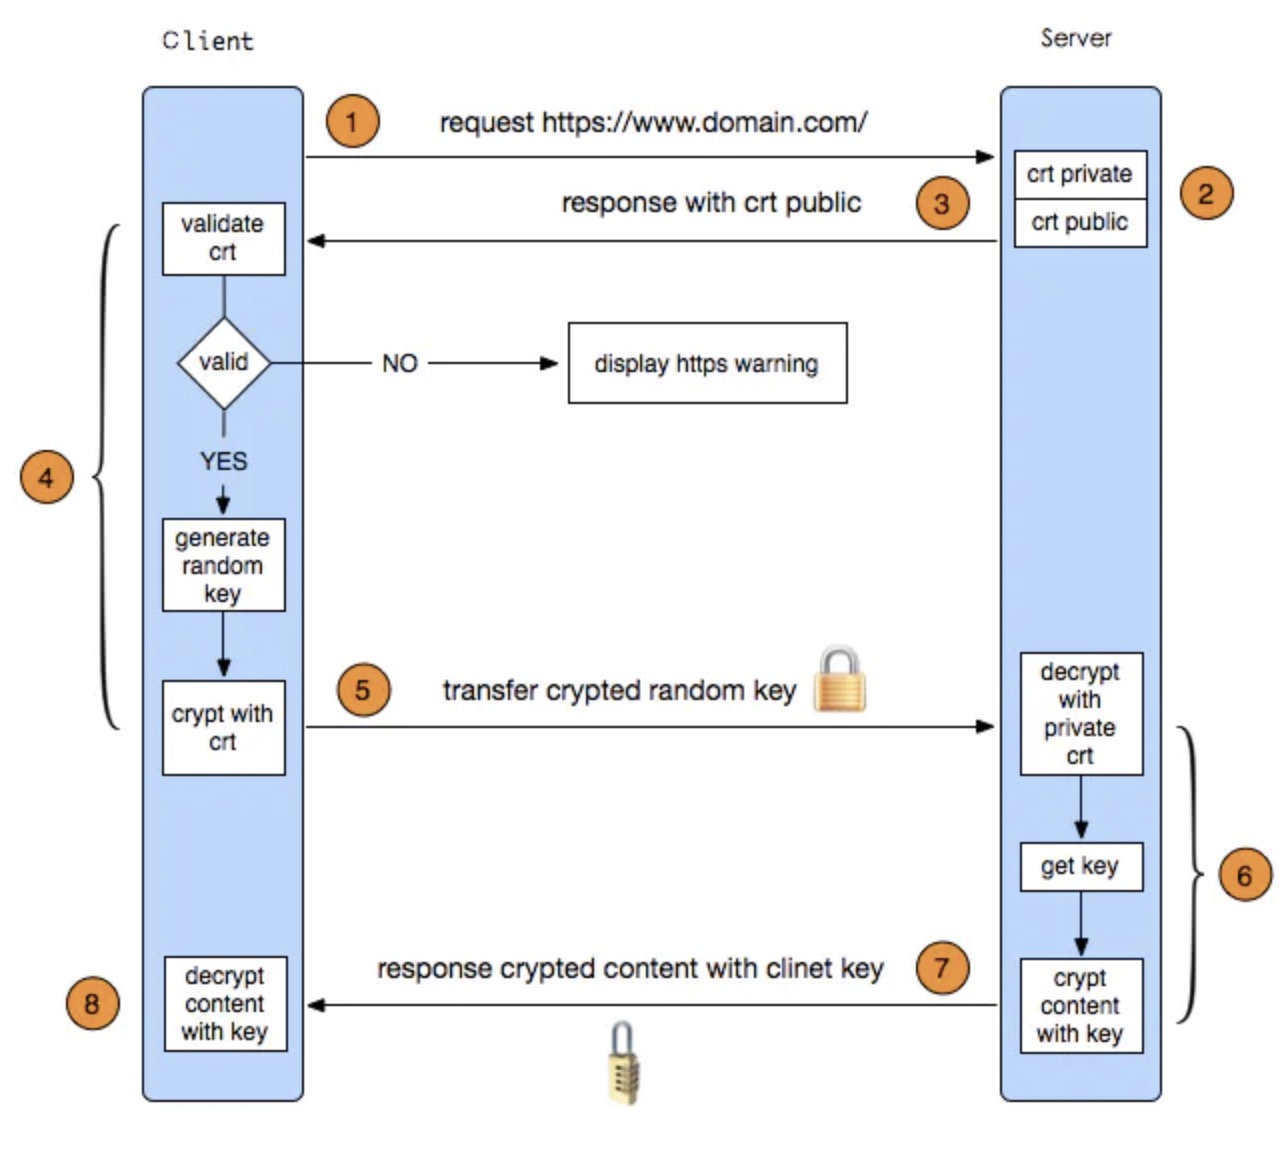 Client
Server
1
request https://www.domain.com/
crt private
2
response with crt public
3
crt public
validate
crt
valid
NO
display https warning
4
YES
generate
random
key
5
transfer crypted random key
decrypt
with
private
crt
crypt with
crt
get key
6
response crypted content with clinet key
7
8
decrypt
content
with key
crypt
content
with key